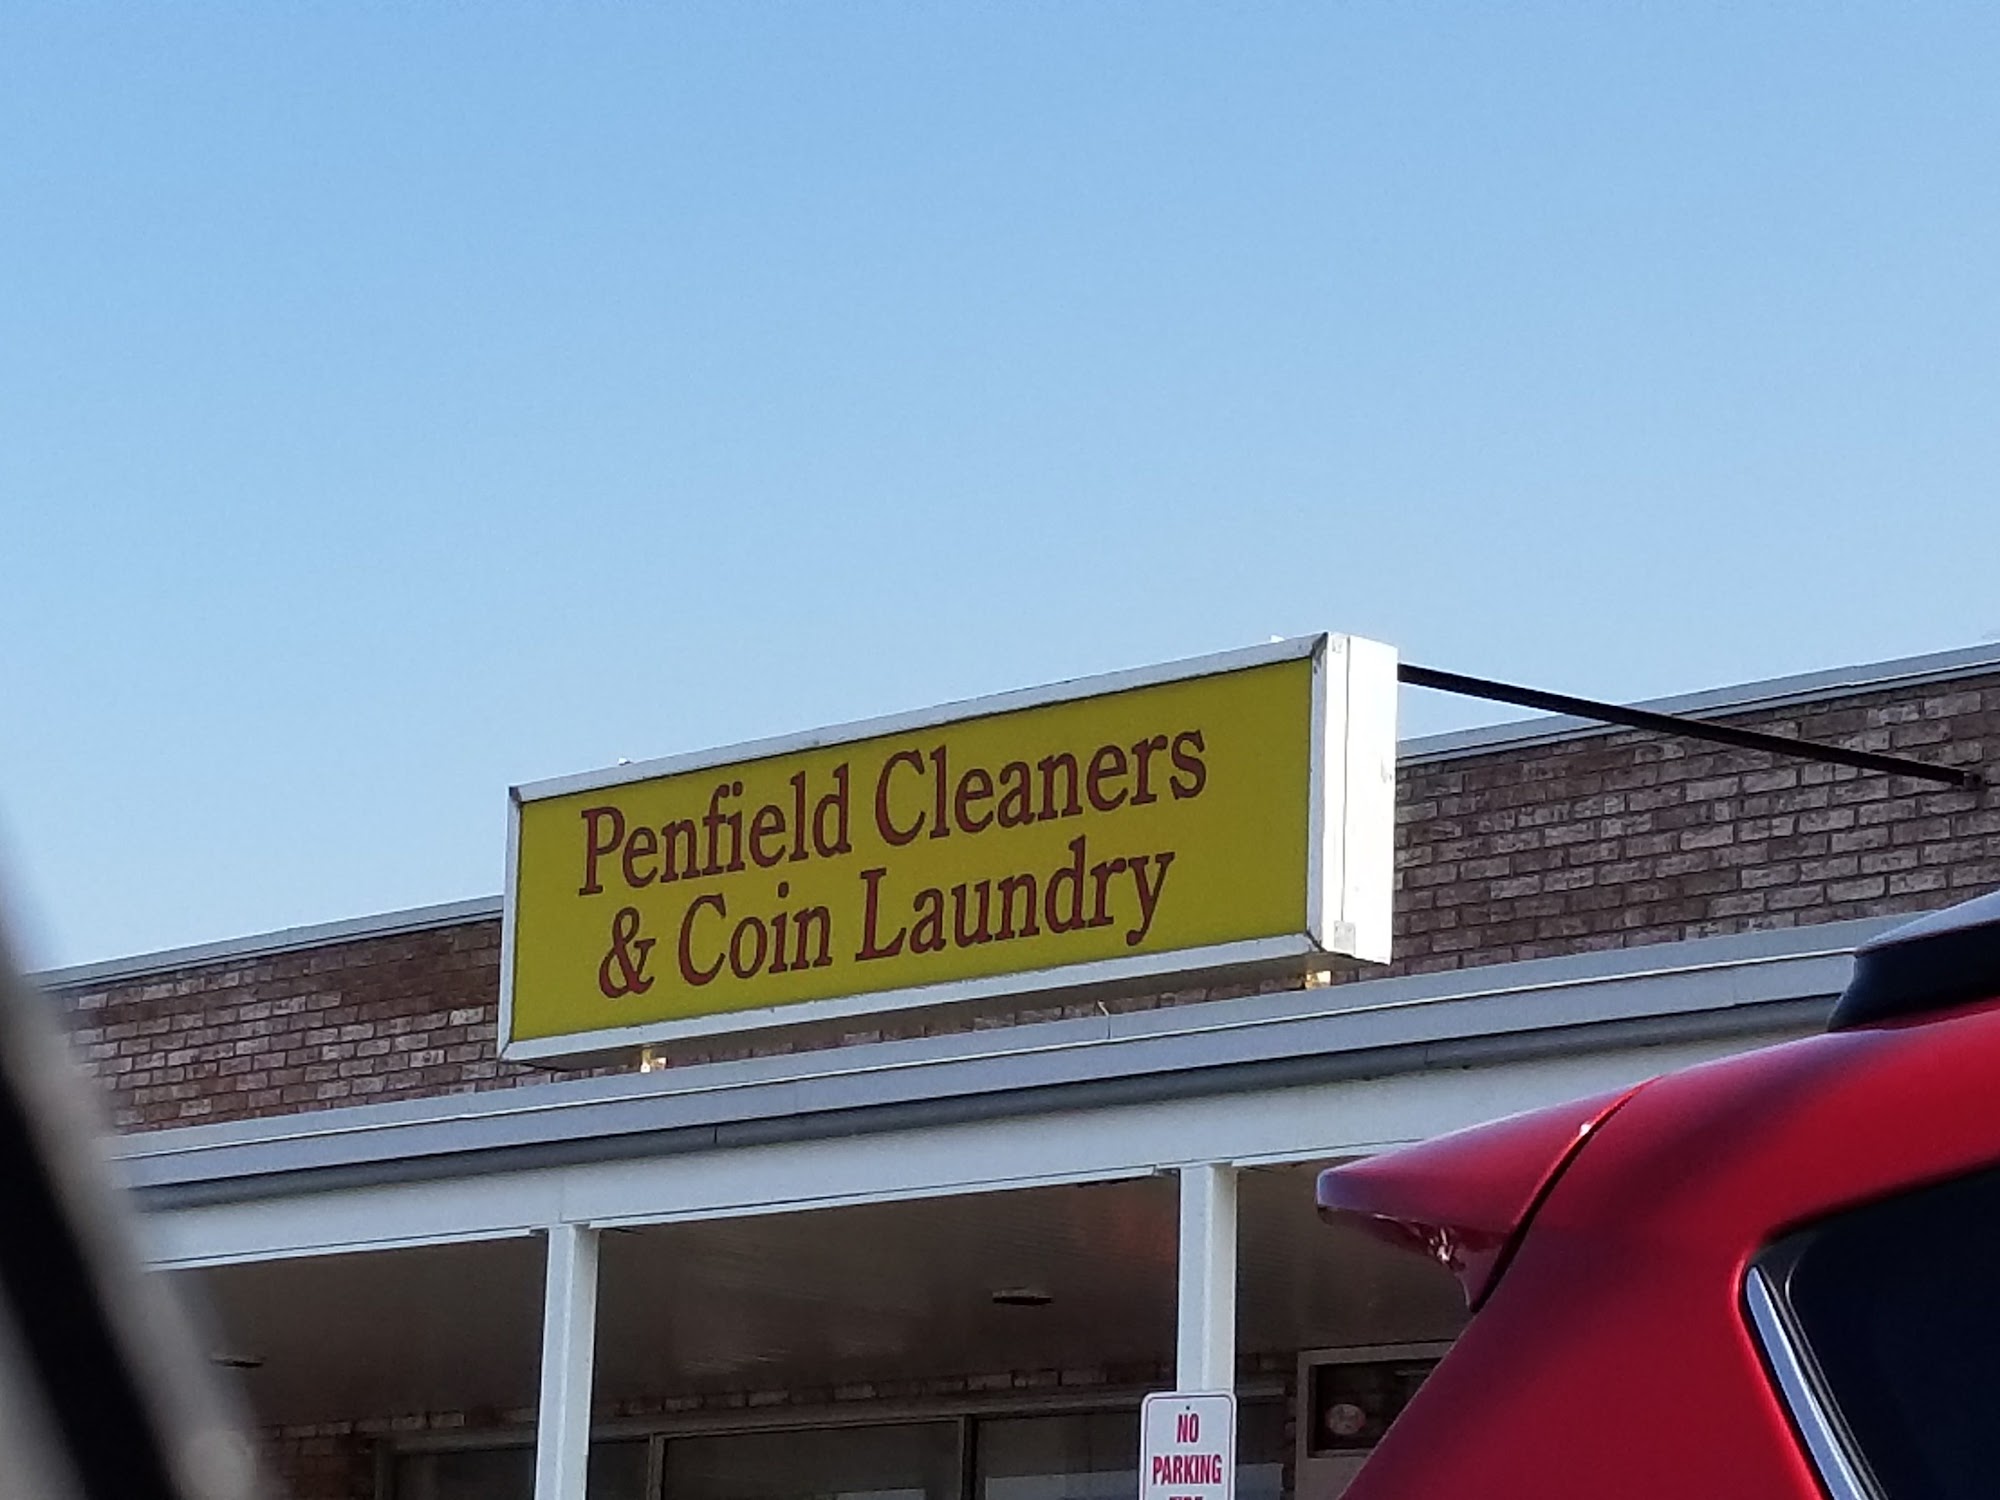 Penfield Cleaners
& Coin Laundry
NO
PARKING